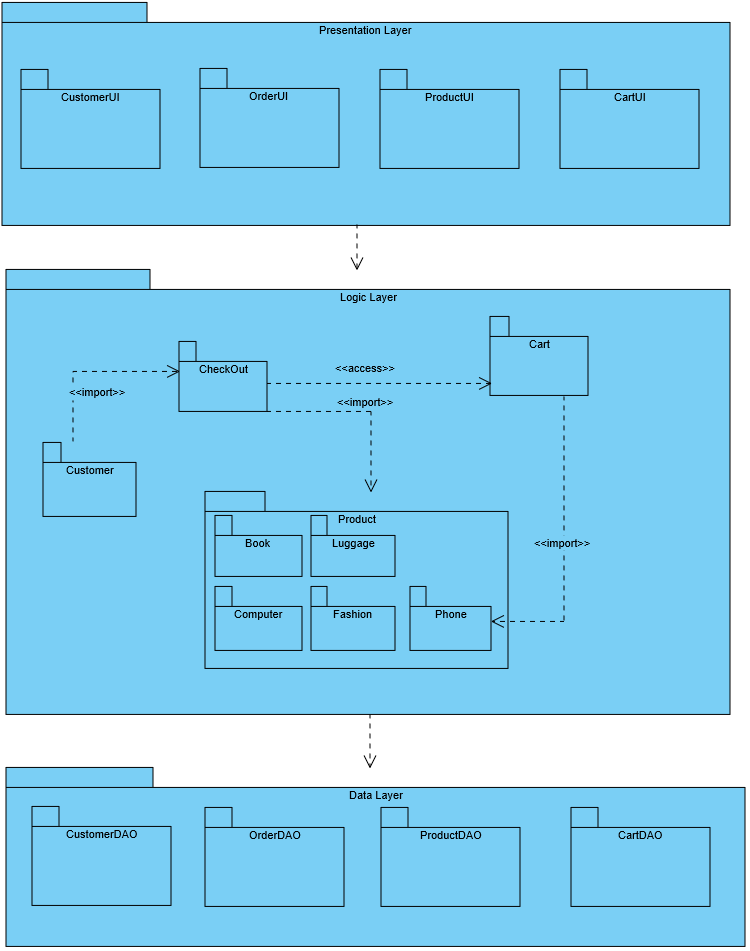 Presentation Layer
CustomerUI
OrderUI
ProductUI
CartUI
Logic Layer
Cart
CheckOut
<<access>>
<<import>>
<<import>>
Customer
Product
Book
Luggage
<<import>>
Computer
Fashion
Phone
Data Layer
CustomerDAO
OrderDAO
ProductDAO
CartDAO